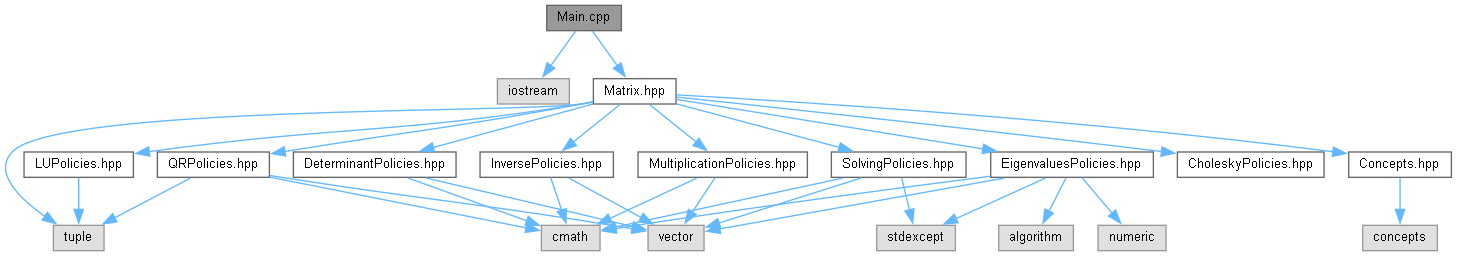 Main.cpp
iostream
Matrix.hpp
LUPolicies.hpp
QRPolicies.hpp
DeterminantPolicies.hpp
InversePolicies.hpp
MultiplicationPolicies.hpp
SolvingPolicies.hpp
EigenvaluesPolicies.hpp
CholeskyPolicies.hpp
Concepts.hpp
tuple
cmath
vector
stdexcept
algorithm
numeric
concepts